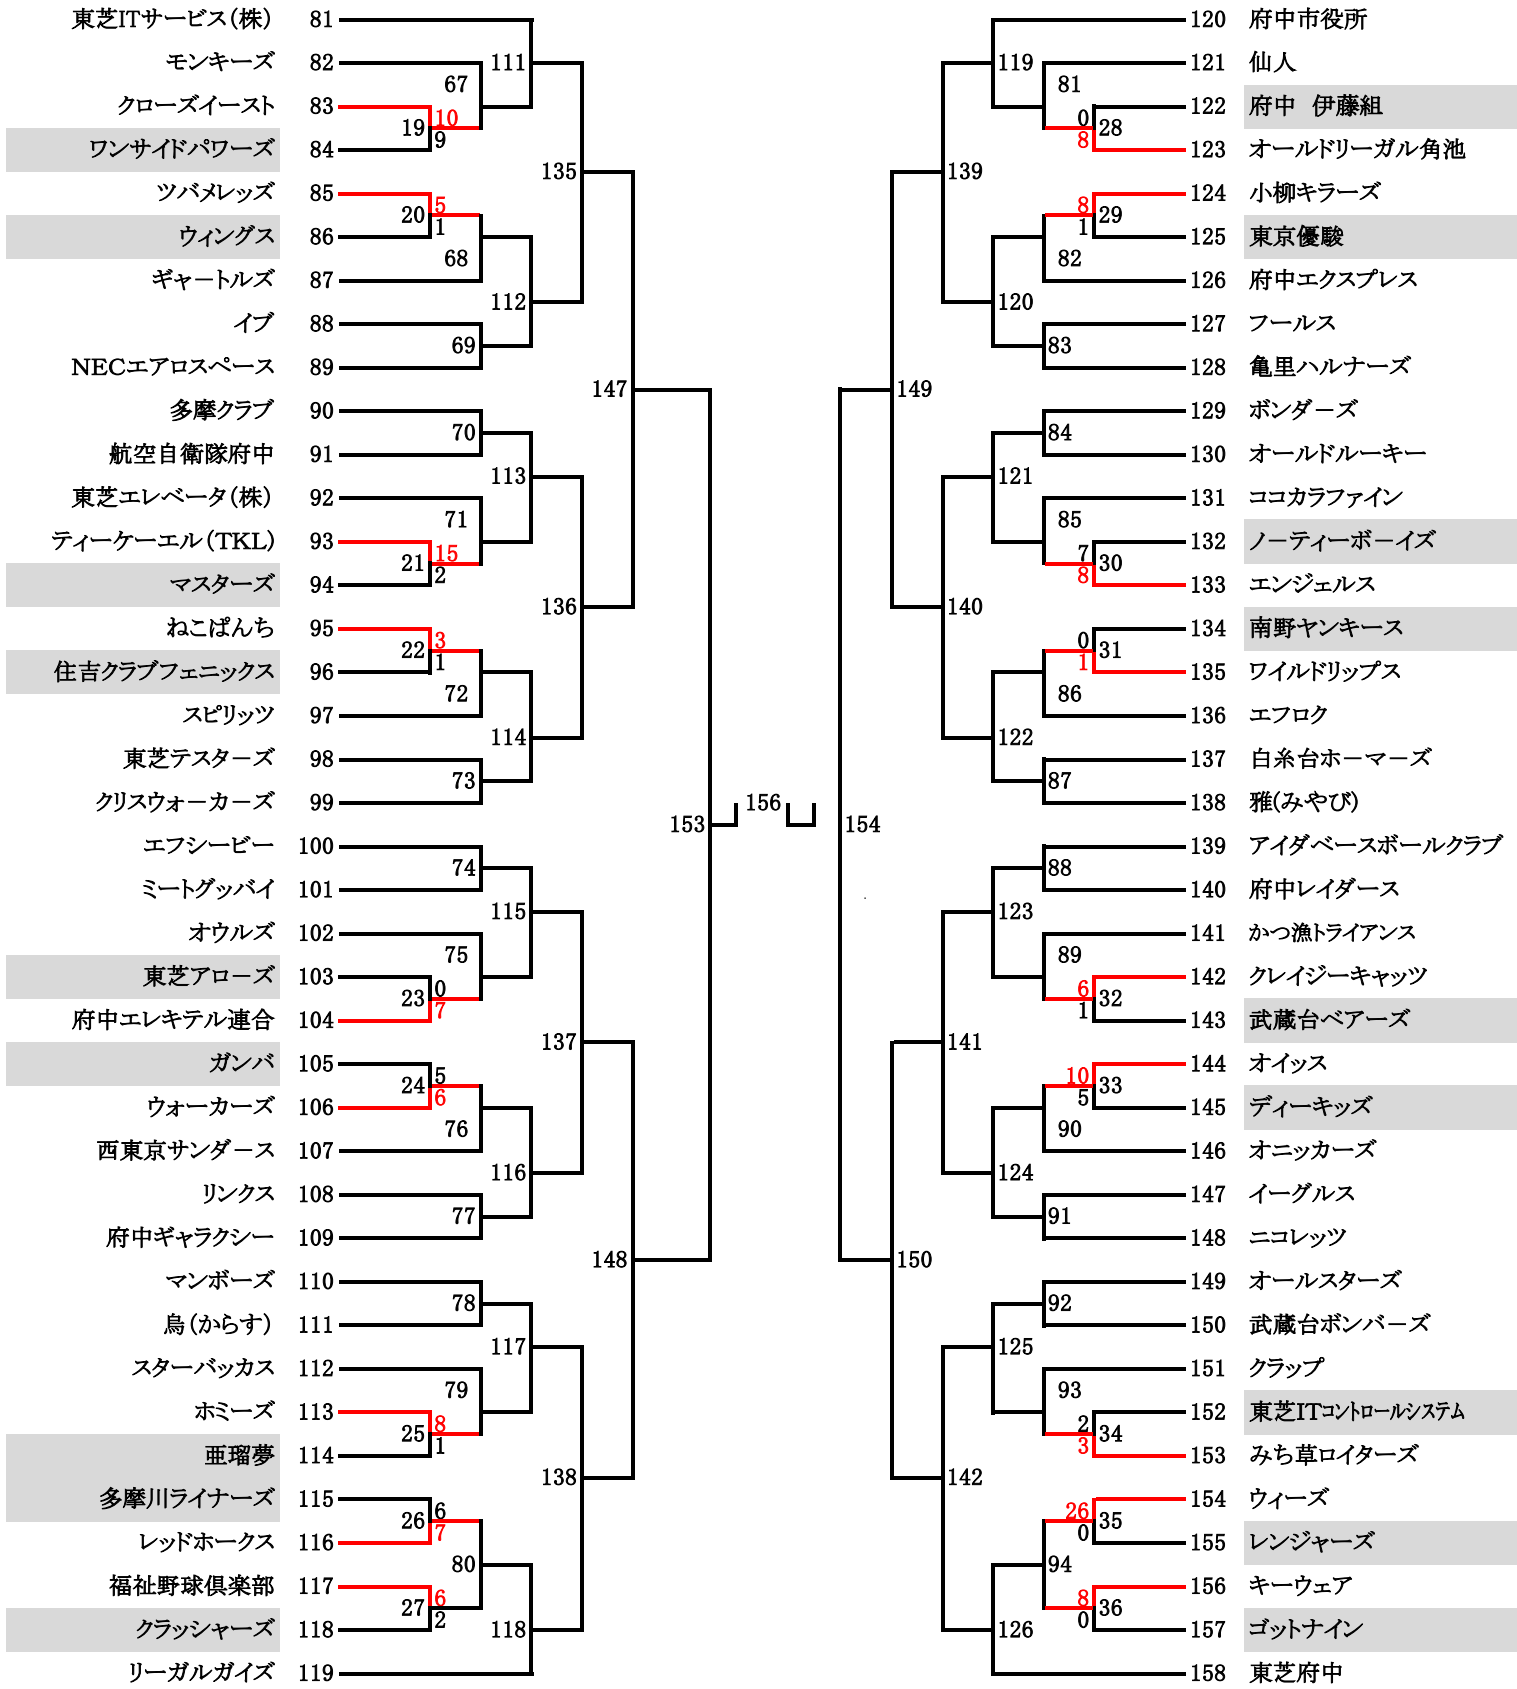 東芝ITサービス(株) 81
モンキーズ 82
クローズイースト 83
ワンサイドパワーズ 84
ツバメレッズ 85
ウィングス 86
ギャートルズ 87
イブ 88
NECエアロスペース 89
多摩クラブ 90
航空自衛隊府中 91
東芝エレベータ(株) 92
ティーケーエル(TKL) 93
マスターズ 94
ねこぱんち 95
住吉クラブフェニックス 96
スピリッツ 97
東芝テスターズ 98
クリスウォーカーズ 99
エフシービー 100
ミートグッバイ 101
オウルズ 102
東芝アローズ 103
府中エレキテル連合 104
ガンバ 105
ウォーカーズ 106
西東京サンダース 107
リンクス 108
府中ギャラクシー 109
マンボーズ 110
烏(からす) 111
スターバッカス 112
ホミーズ 113
亜瑠夢 114
多摩川ライナーズ 115
レッドホークス 116
福祉野球倶楽部 117
クラッシャーズ 118
リーガルガイズ 119
19 10 9
20 5 1
21 15 2
22 3 1
23 0 7
24 5 6
25 8 1
26 6 7
27 6 2
67
68
69
70
71
72
73
74
75
76
77
78
79
80
111
112
113
114
115
116
117
118
135
136
137
138
147
148
153
156
154
149
150
139
140
141
142
119
120
121
122
123
124
125
126
81
82
83
84
85
86
87
88
89
90
91
92
93
94
0 8 28
8 1 29
7 8 30
0 1 31
6 1 32
10 5 33
2 3 34
26 0 35
8 0 36
120 府中市役所
121 仙人
122 府中 伊藤組
123 オールドリーガル角池
124 小柳キラーズ
125 東京優駿
126 府中エクスプレス
127 フールス
128 亀里ハルナーズ
129 ボンダーズ
130 オールドルーキー
131 ココカラファイン
132 ノーティーボーイズ
133 エンジェルス
134 南野ヤンキース
135 ワイルドリップス
136 エフロク
137 白糸台ホーマーズ
138 雅(みやび)
139 アイダベースボールクラブ
140 府中レイダース
141 かつ漁トライアンス
142 クレイジーキャッツ
143 武蔵台ベアーズ
144 オイッス
145 ディーキッズ
146 オニッカーズ
147 イーグルス
148 ニコレッツ
149 オールスターズ
150 武蔵台ボンバーズ
151 クラップ
152 東芝ITコントロールシステム
153 みち草ロイターズ
154 ウィーズ
155 レンジャーズ
156 キーウェア
157 ゴットナイン
158 東芝府中